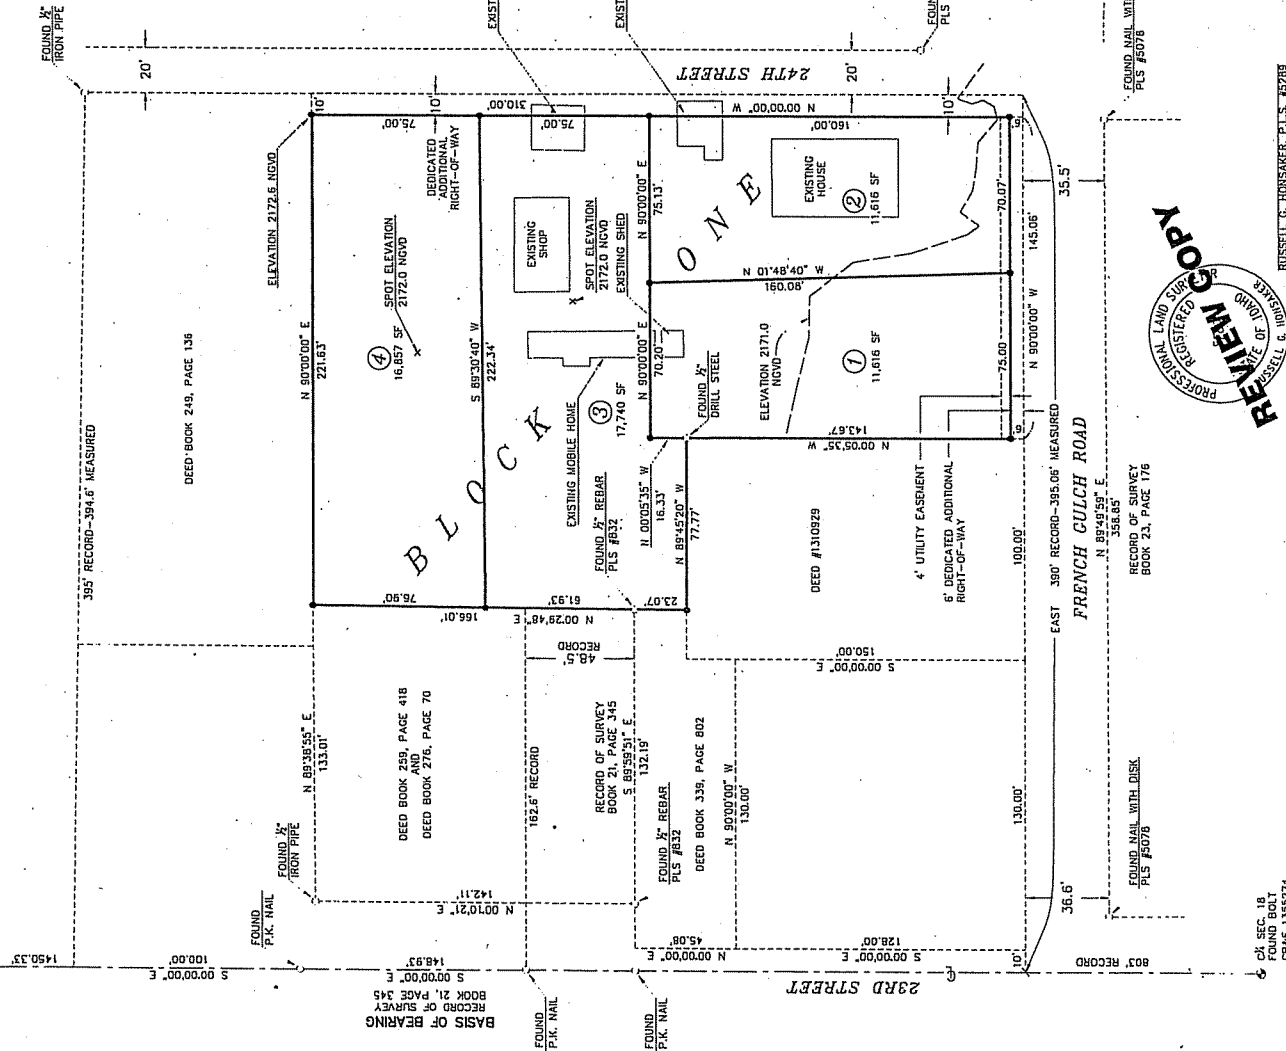 FOUND ½"
IRON PIPE
20'
24TH STREET
20'
FOUND NAIL WITH
PLS #5078
10'
10'
310.00'
N 00'00'00" W
10'
75.00'
75.00'
160.00'
6'
ELEVATION 2172.6 NGVD
DEDICATED
ADDITIONAL
RIGHT-OF-WAY
EXISTING
SHOP
N 90'00'00" E
75.13'
EXISTING
HOUSE
2
11,616 SF
70.07'
35.5'
145.06'
SPOT ELEVATION
2172.0 NGVD
SPOT ELEVATION
2172.0 NGVD
EXISTING SHED
BLOCK ONE
N 01'48'40" W
160.08'
395' RECORD-394.6' MEASURED
DEED BOOK 249, PAGE 136
N 90'00'00" E
221.63'
4
16,857 SF
S 89'30'40" W
222.34'
N 90'00'00" E
70.20'
ELEVATION 2171.0
NGVD
1
11,616 SF
75.00'
N 90'00'00" W
EXISTING MOBILE HOME
3
17,740 SF
FOUND ½"
DRILL STEEL
143.67'
N 00'05'35" W
6'
FOUND ½" REBAR
PLS #832
N 00'05'35" W
16.33'
N 89'45'20" W
77.77'
DEED #1310929
4' UTILITY EASEMENT
6' DEDICATED ADDITIONAL
RIGHT-OF-WAY
100.00'
EAST 390' RECORD-395.06' MEASURED
FRENCH GULCH ROAD
N 89'49'59" E
358.85'
RECORD OF SURVEY
BOOK 23, PAGE 176
76.90'
166.01'
61.93'
N 00'29'48" E
23.07'
48.5'
RECORD
150.00'
S 00'00'00" E
N 89'38'55" E
133.01'
DEED BOOK 259, PAGE 418
AND
DEED BOOK 276, PAGE 70
162.6' RECORD
RECORD OF SURVEY
BOOK 21, PAGE 345
S 89'59'51" E
132.19'
DEED BOOK 339, PAGE 802
N 90'00'00" W
130.00'
130.00'
FOUND ½"
IRON PIPE
FOUND ½" REBAR
PLS #832
FOUND NAIL WITH DISK
PLS #5078
36.6'
142.11'
N 00'10'21" E
FOUND
P.K. NAIL
45.08'
N 00'00'00" E
128.00'
S 00'00'00" E
10'
1450.33'
100.00'
S 00'00'00" E
148.93'
S 00'00'00" E
803' RECORD
23RD STREET
BASIS OF BEARING
RECORD OF SURVEY
BOOK 21, PAGE 345
FOUND
P.K. NAIL
FOUND
P.K. NAIL
C¼ SEC. 18
FOUND BOLT
PROFESSIONAL LAND SURVEYOR
REGISTERED
STATE OF IDAHO
RUSSELL G. HONSAKER
REVIEW COPY
RUSSELL G. HONSAKER, P.L.S. #5289